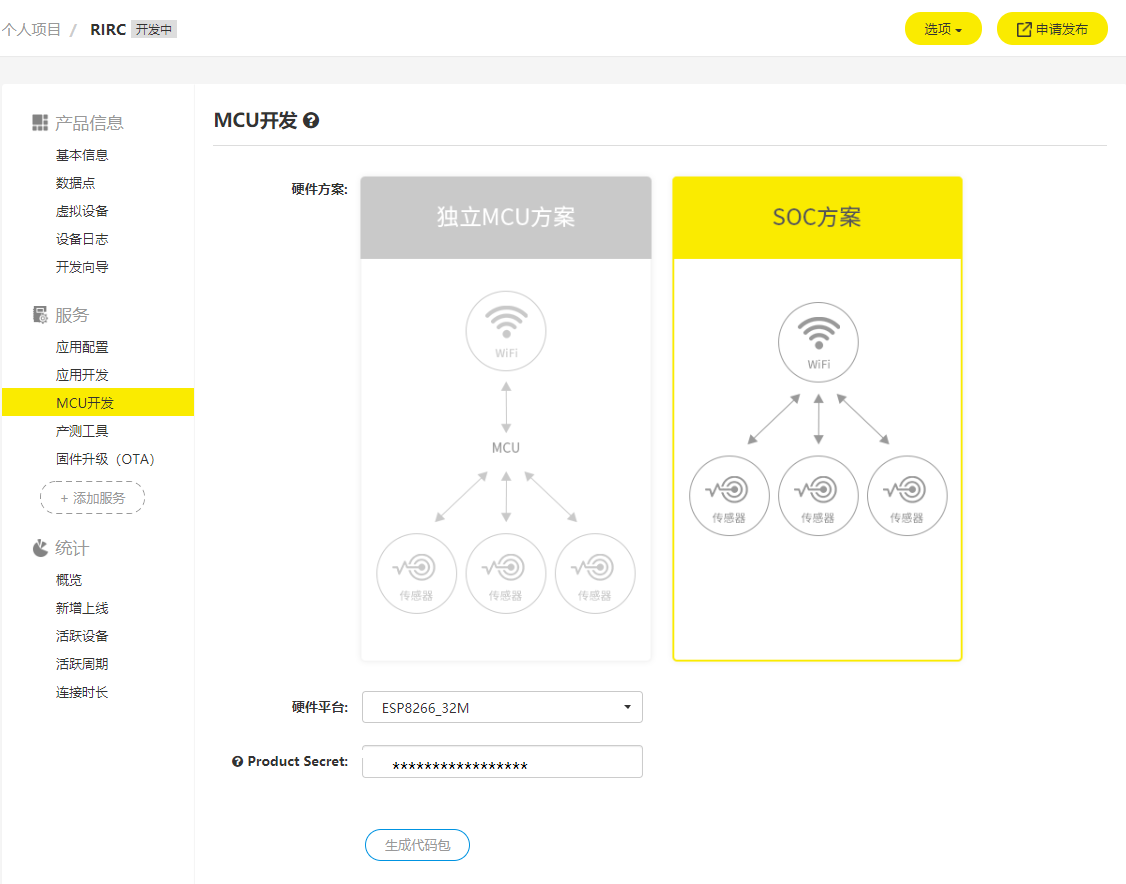 个人项目 / RIRC 开发中
选项
申请发布
产品信息
基本信息
数据点
虚拟设备
设备日志
开发向导
服务
应用配置
应用开发
MCU开发
产测工具
固件升级（OTA）
+ 添加服务
统计
概览
新增上线
活跃设备
活跃周期
连接时长
MCU开发
硬件方案:
独立MCU方案
WiFi
MCU
传感器 传感器 传感器
SOC方案
WiFi
传感器 传感器 传感器
硬件平台:
ESP8266_32M
Product Secret:
*****************
生成代码包